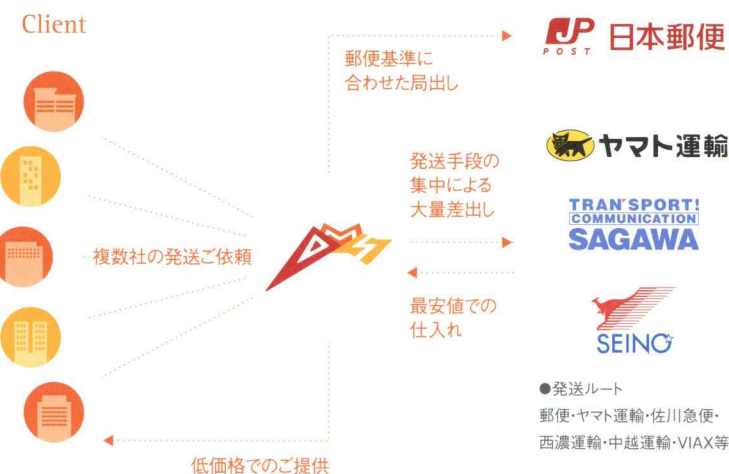 Client
郵便基準に
合わせた局出し
JP
POST
日本郵便
ヤマト運輸
発送手段の
集中による
大量差出し
TRAN'SPORT!
COMMUNICATION
SAGAWA
複数社の発送ご依頼
DMS
最安値での
仕入れ
SEINO
●発送ルート
郵便・ヤマト運輸・佐川急便・
西濃運輸・中越運輸・VIAX等
低価格でのご提供